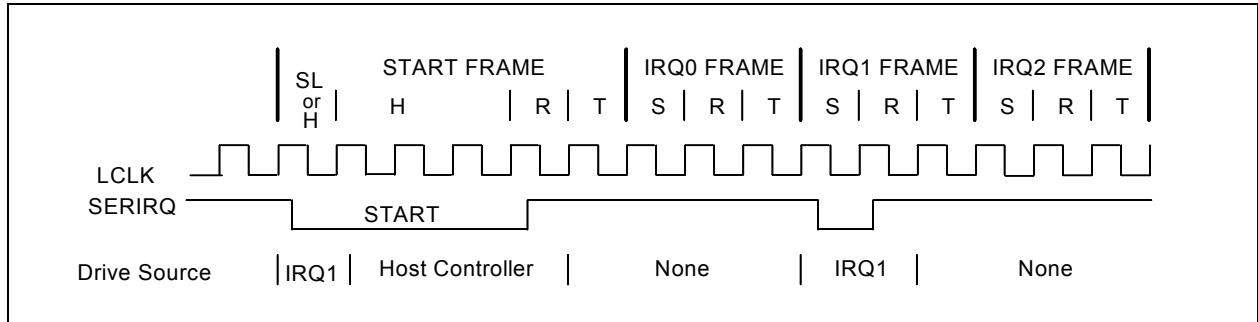 START FRAME IRQ0 FRAME IRQ1 FRAME IRQ2 FRAME
SL
or
H
H R T S R T S R T S R T
LCLK
SERIRQ
START
Drive Source IRQ1 Host Controller None IRQ1 None